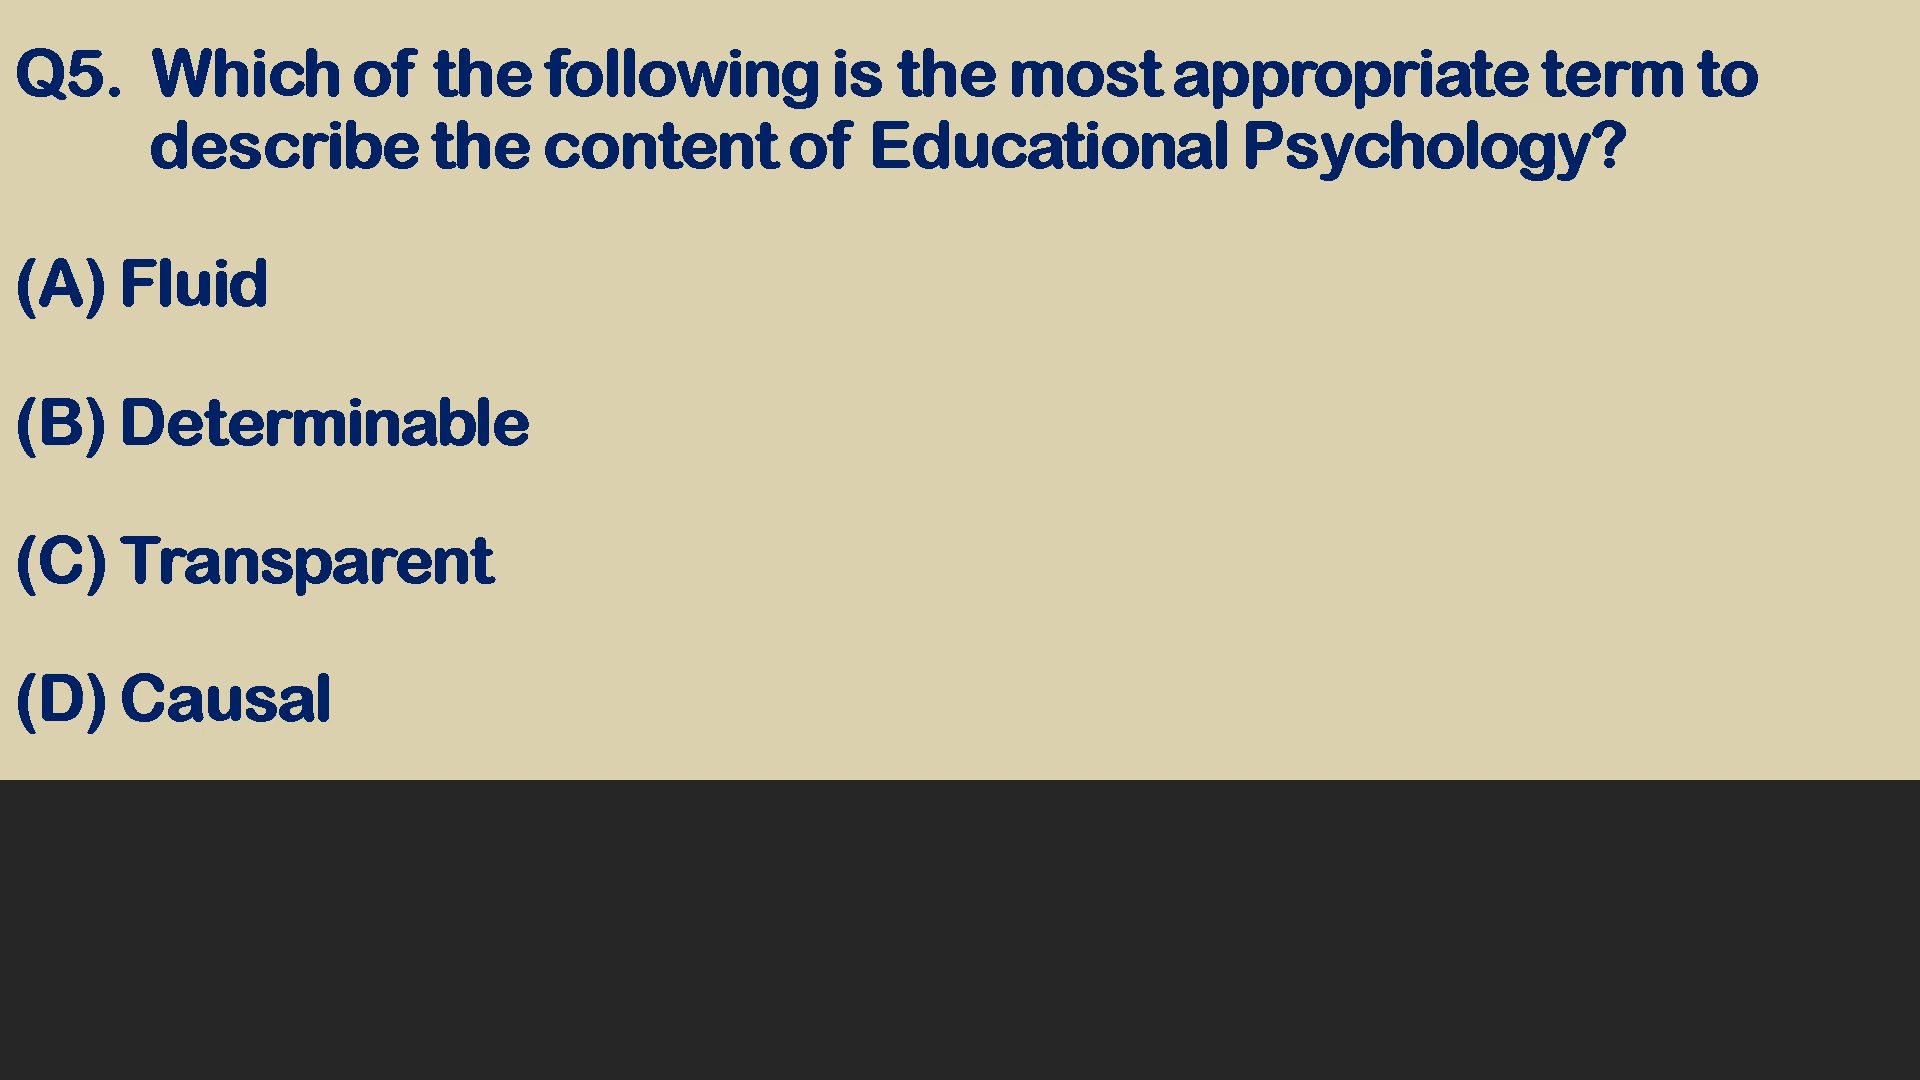 Q5. Which of the following is the most appropriate term to
describe the content of Educational Psychology?
(A) Fluid
(B) Determinable
(C) Transparent
(D) Causal